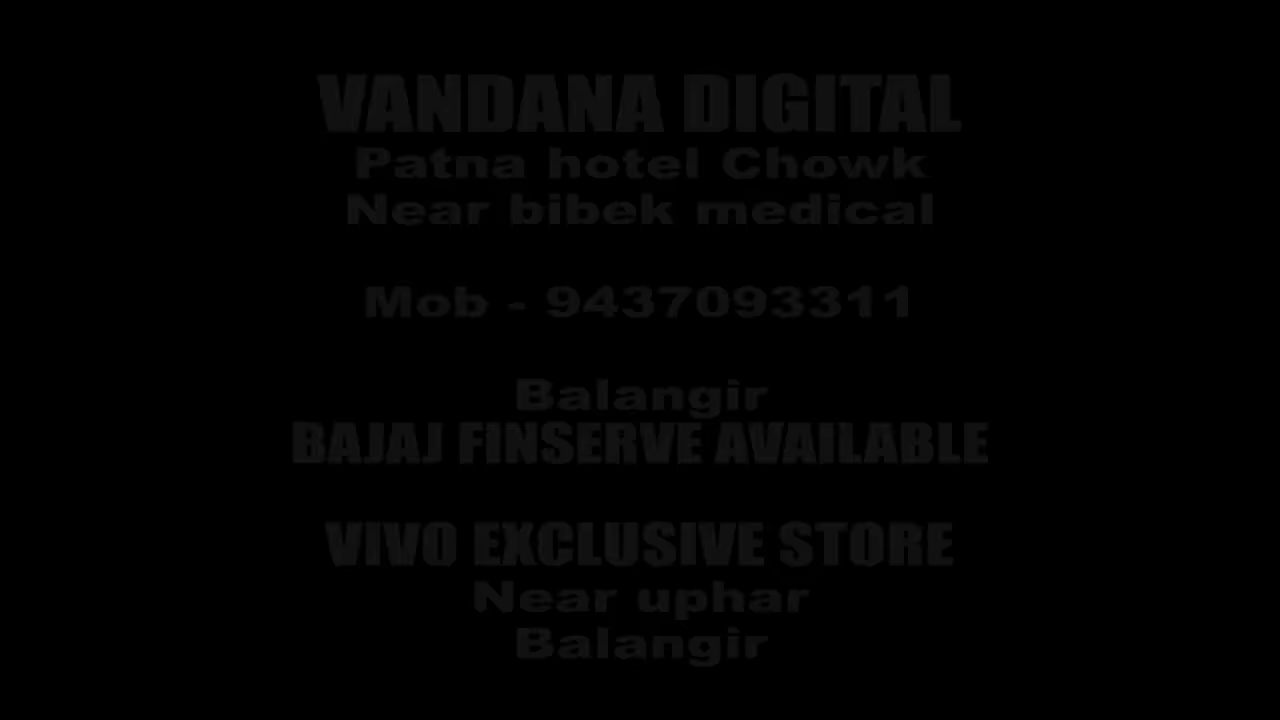 VANDANA DIGITAL
Patna hotel Chowk
Near bibek medical
Mob - 9437093311
Balangir
BAJAJ FINSERVE AVAILABLE
VIVO EXCLUSIVE STORE
Near uphar
Balangir